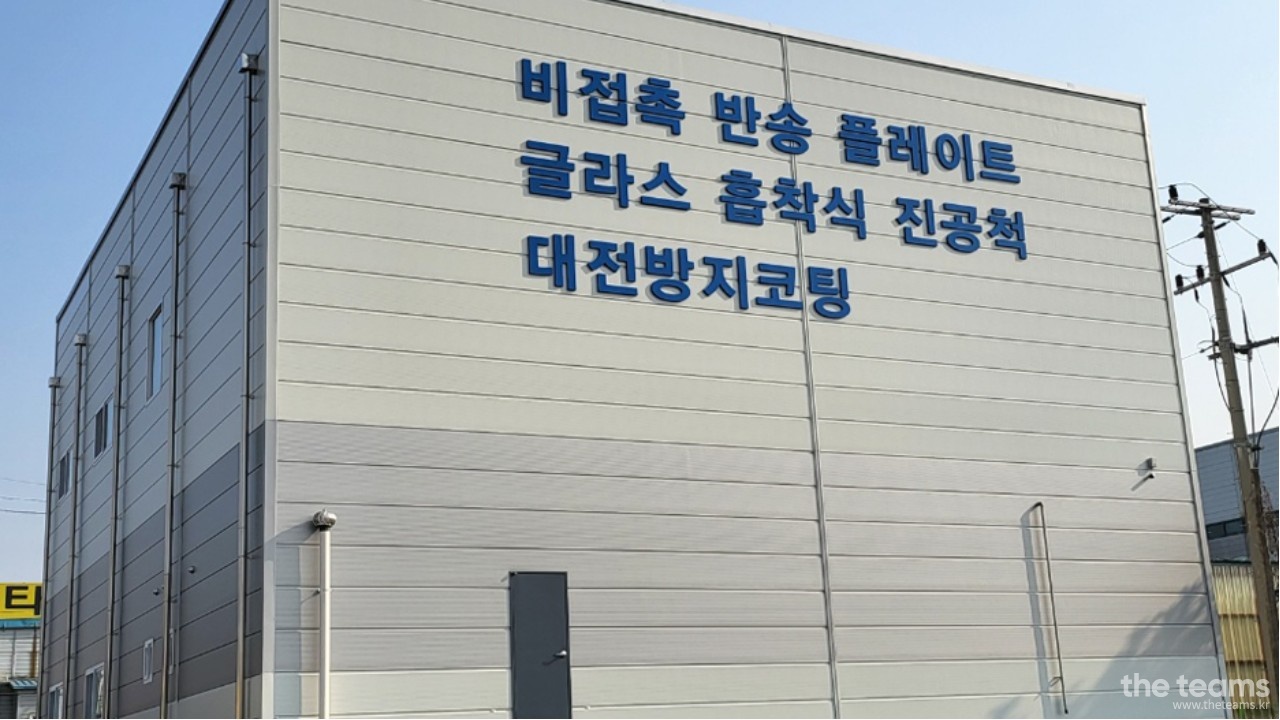 비접촉 반송 플레이트
글라스 흡착식 진공척
대전방지코팅
타
the teams
www.theteams.kr